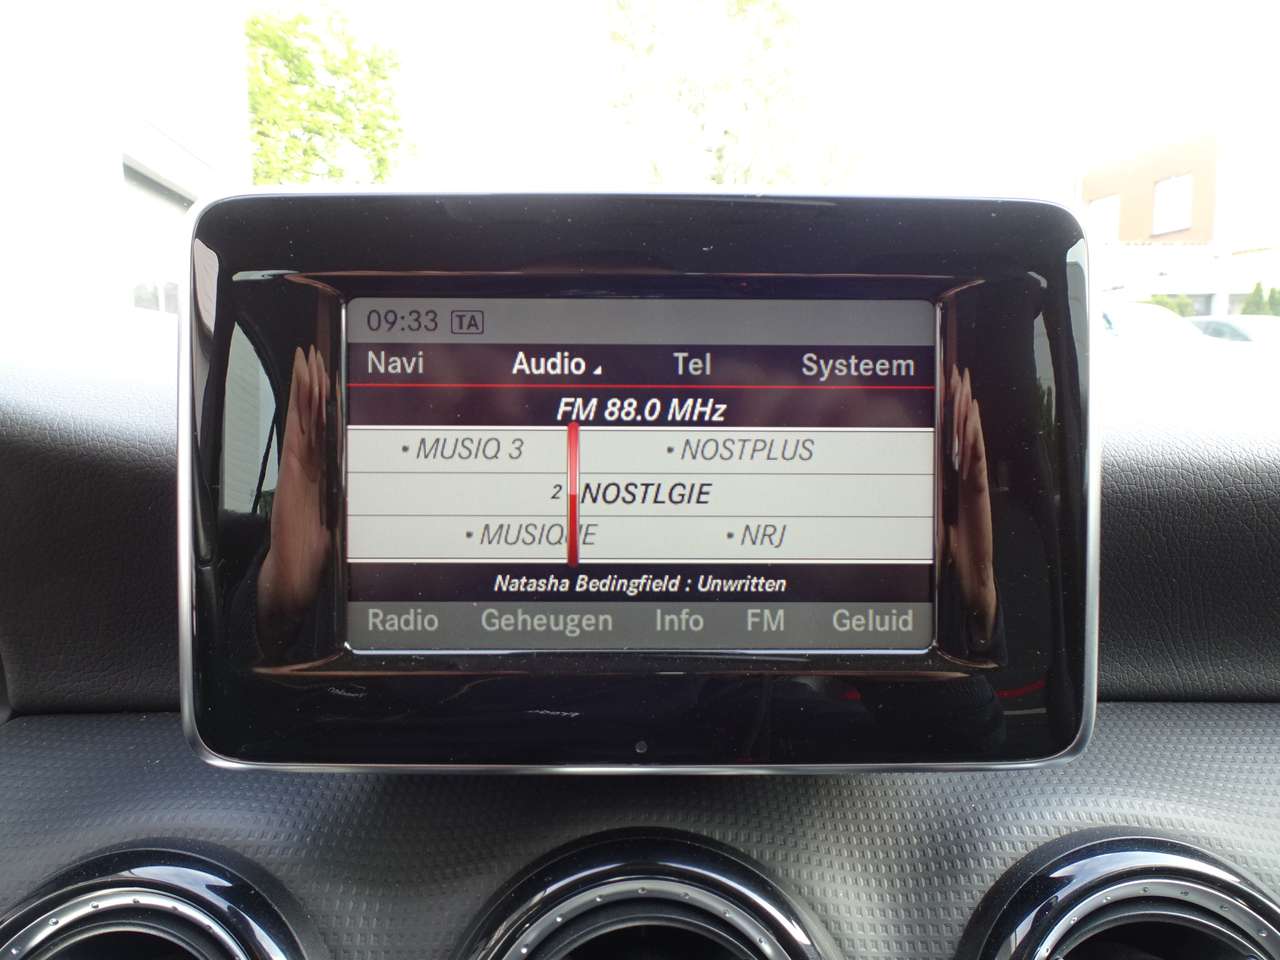 09:33 TA
Navi Audio Tel Systeem
FM 88.0 MHz
• MUSIQ 3 • NOSTPLUS
2 NOSTLGIE
• MUSIQUE • NRJ
Natasha Bedingfield : Unwritten
Radio Geheugen Info FM Geluid